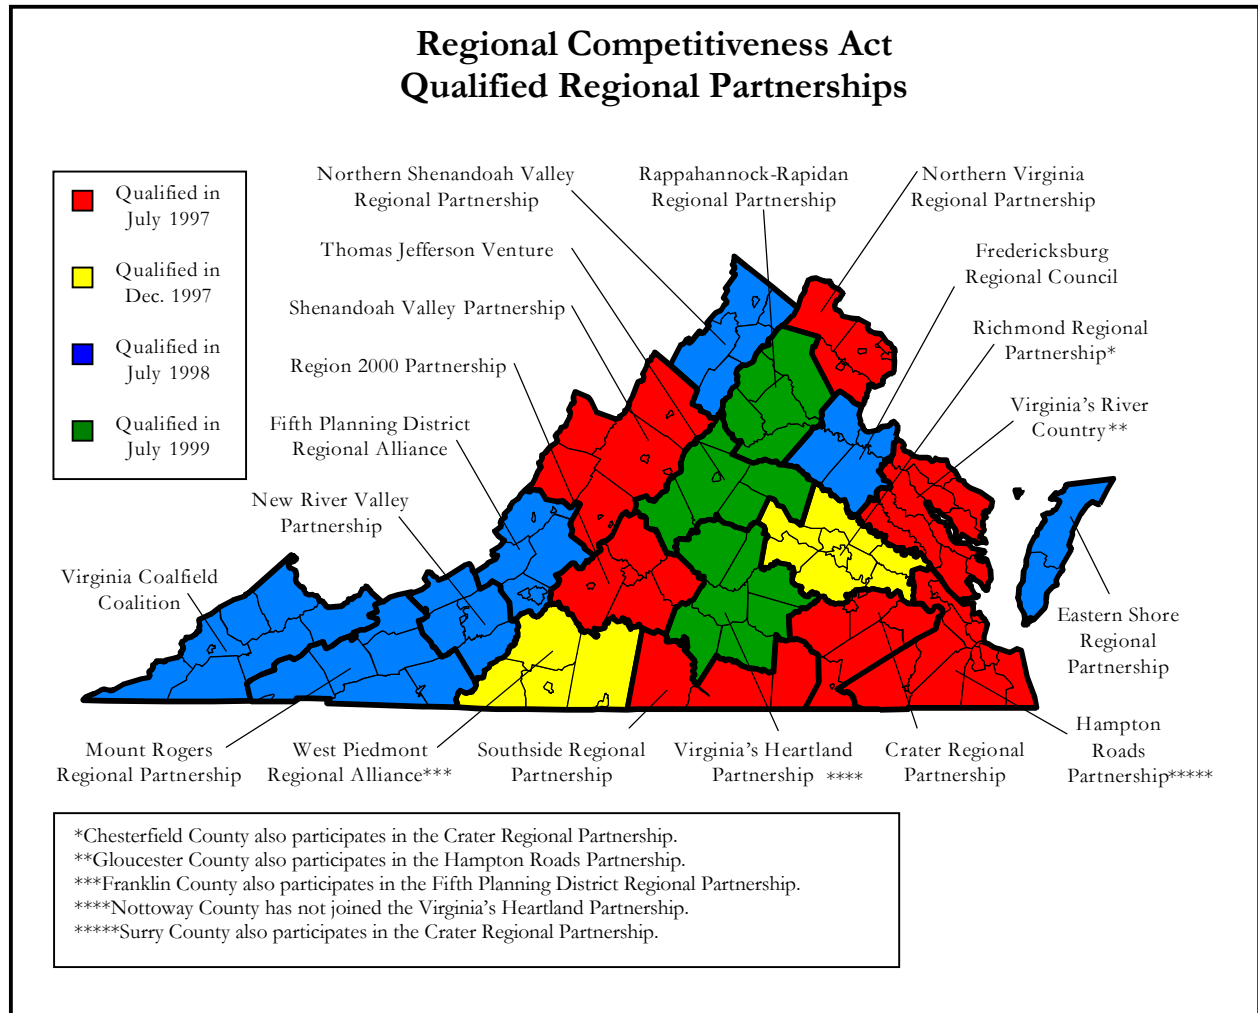 Regional Competitiveness Act
Qualified Regional Partnerships
Qualified in
July 1997
Qualified in
Dec. 1997
Qualified in
July 1998
Qualified in
July 1999
Northern Shenandoah Valley
Regional Partnership
Rappahannock-Rapidan
Regional Partnership
Northern Virginia
Regional Partnership
Thomas Jefferson Venture
Fredericksburg
Regional Council
Shenandoah Valley Partnership
Richmond Regional
Partnership*
Region 2000 Partnership
Virginia's River
Country**
Fifth Planning District
Regional Alliance
New River Valley
Partnership
Virginia Coalfield
Coalition
Eastern Shore
Regional
Partnership
Mount Rogers
Regional Partnership
West Piedmont
Regional Alliance***
Southside Regional
Partnership
Virginia's Heartland
Partnership ****
Crater Regional
Partnership
Hampton
Roads
Partnership*****
*Chesterfield County also participates in the Crater Regional Partnership.
**Gloucester County also participates in the Hampton Roads Partnership.
***Franklin County also participates in the Fifth Planning District Regional Partnership.
****Nottoway County has not joined the Virginia's Heartland Partnership.
*****Surry County also participates in the Crater Regional Partnership.